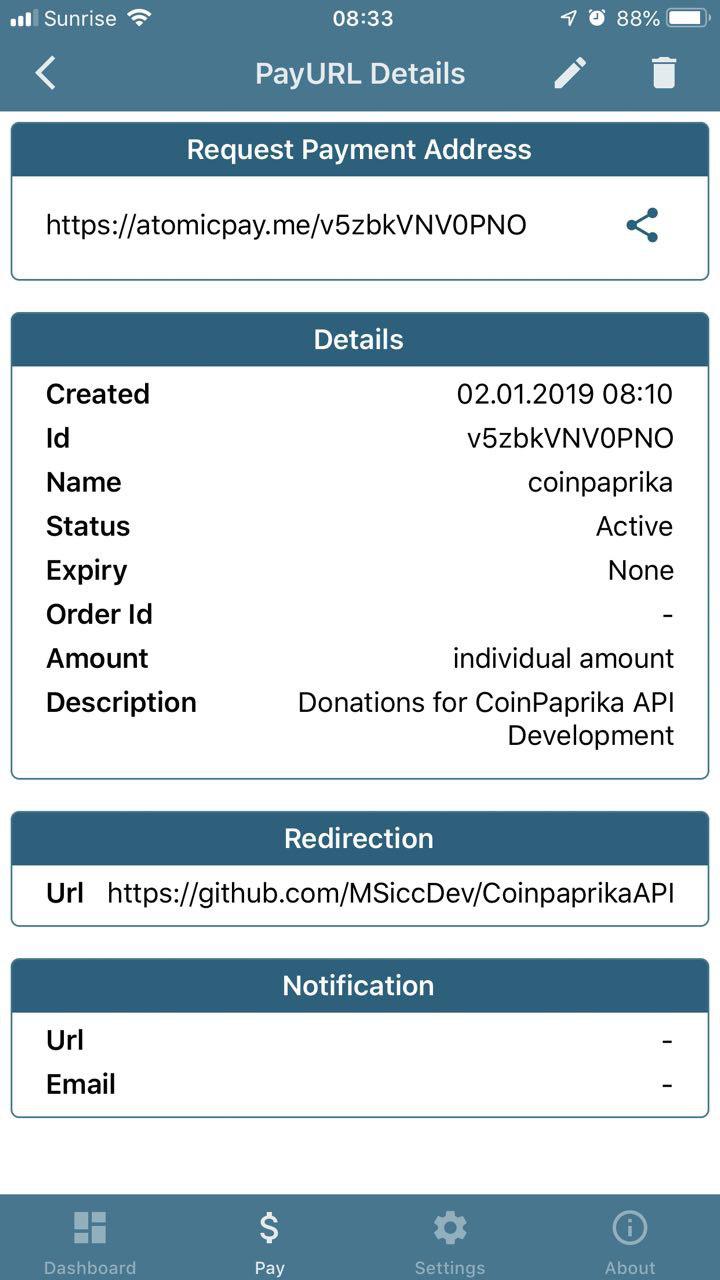 Sunrise 08:33 88%
PayURL Details
Request Payment Address
https://atomicpay.me/v5zbkVNV0PNO
Details
Created 02.01.2019 08:10
Id v5zbkVNV0PNO
Name coinpaprika
Status Active
Expiry None
Order Id -
Amount individual amount
Description Donations for CoinPaprika API
Development
Redirection
Url https://github.com/MSiccDev/CoinpaprikaAPI
Notification
Url -
Email -
Dashboard Pay Settings About